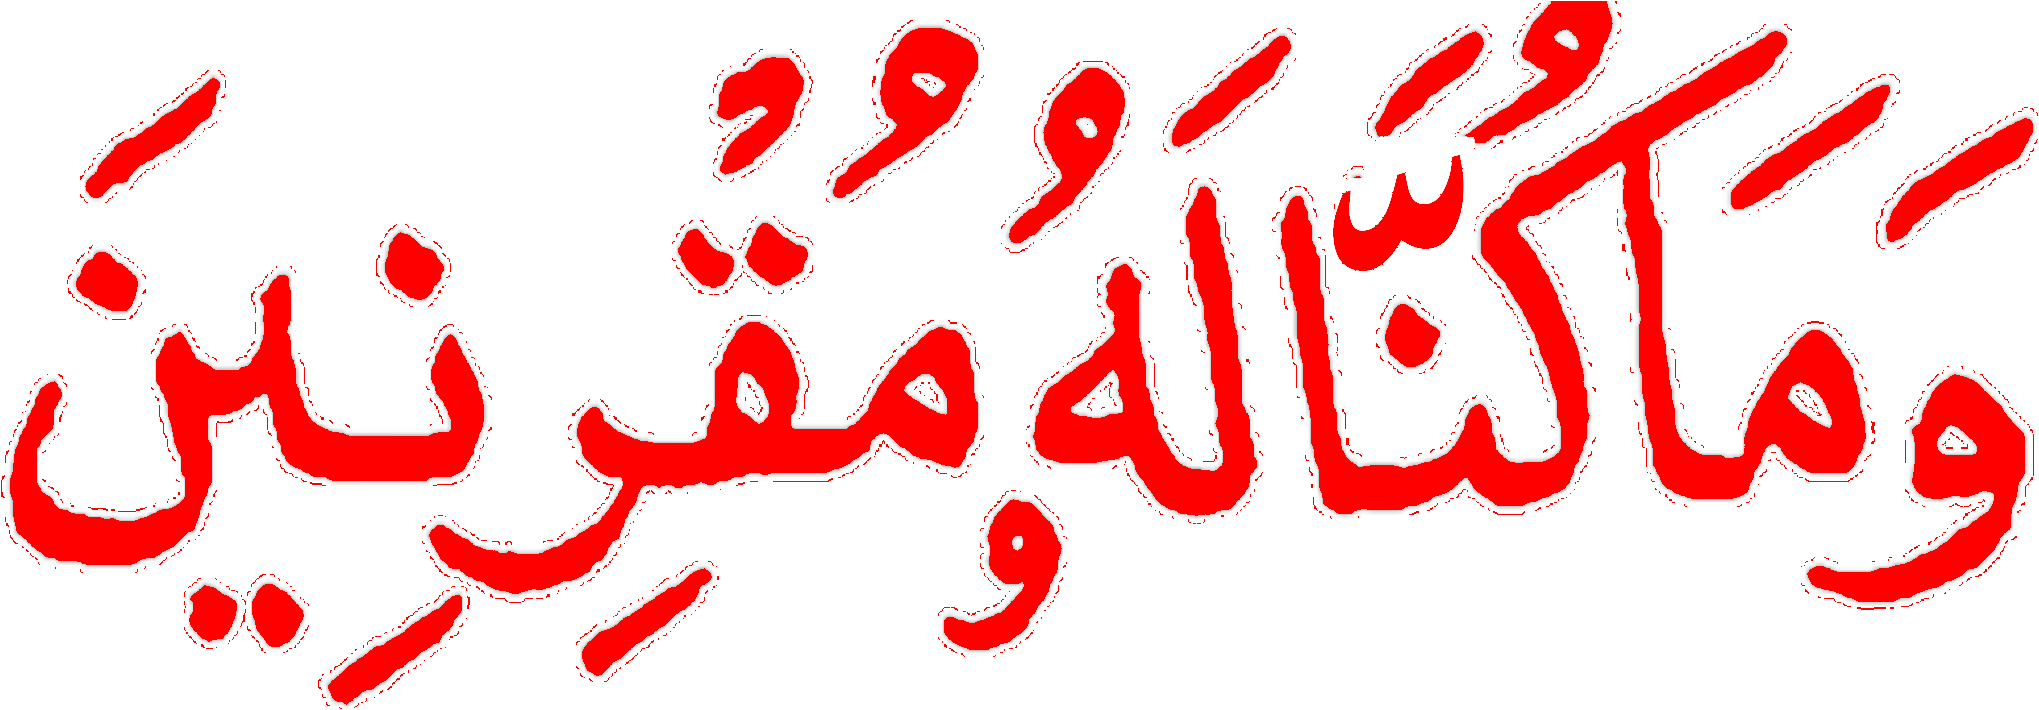 وَمَا كُنَّا لَهُۥ مُقْرِنِينَ